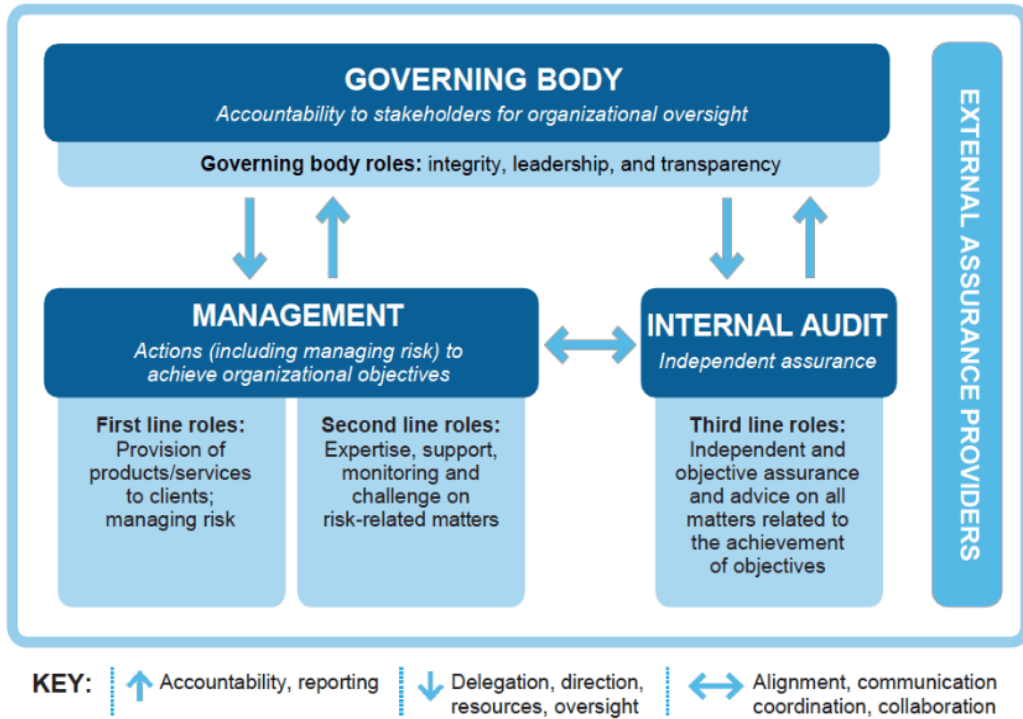 GOVERNING BODY
Accountability to stakeholders for organizational oversight
Governing body roles: integrity, leadership, and transparency
MANAGEMENT
Actions (including managing risk) to
achieve organizational objectives
First line roles:
Provision of
products/services
to clients;
managing risk
Second line roles:
Expertise, support,
monitoring and
challenge on
risk-related matters
INTERNAL AUDIT
Independent assurance
Third line roles:
Independent and
objective assurance
and advice on all
matters related to
the achievement
of objectives
EXTERNAL ASSURANCE PROVIDERS
KEY:
Accountability, reporting
Delegation, direction,
resources, oversight
Alignment, communication
coordination, collaboration